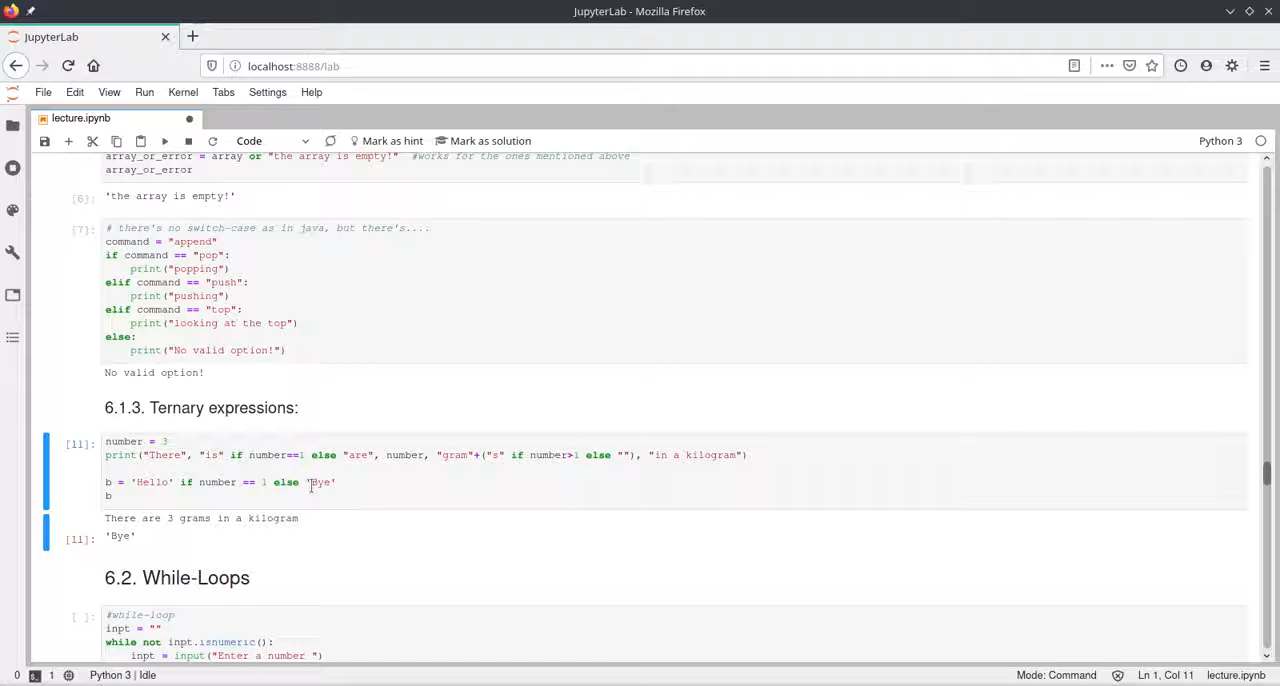 JupyterLab - Mozilla Firefox
JupyterLab
localhost:8888/lab
File Edit View Run Kernel Tabs Settings Help
lecture.ipynb
Code Mark as hint Mark as solution Python 3
array_or_error = array or "the array is empty!" #works for the ones mentioned above
array_or_error
[6]: 'the array is empty!'
[7]: # there's no switch-case as in java, but there's....
command = "append"
if command == "pop":
print("popping")
elif command == "push":
print("pushing")
elif command == "top":
print("looking at the top")
else:
print("No valid option!")
No valid option!
6.1.3. Ternary expressions:
[11]: number = 3
print("There", "is" if number==1 else "are", number, "gram"+("s" if number>1 else ""), "in a kilogram")
b = 'Hello' if number == 1 else 'Bye'
b
There are 3 grams in a kilogram
[11]: 'Bye'
6.2. While-Loops
[ ]: #while-loop
inpt = ""
while not inpt.isnumeric():
inpt = input("Enter a number ")
0 1 Python 3 | Idle Mode: Command Ln 1, Col 11 lecture.ipynb